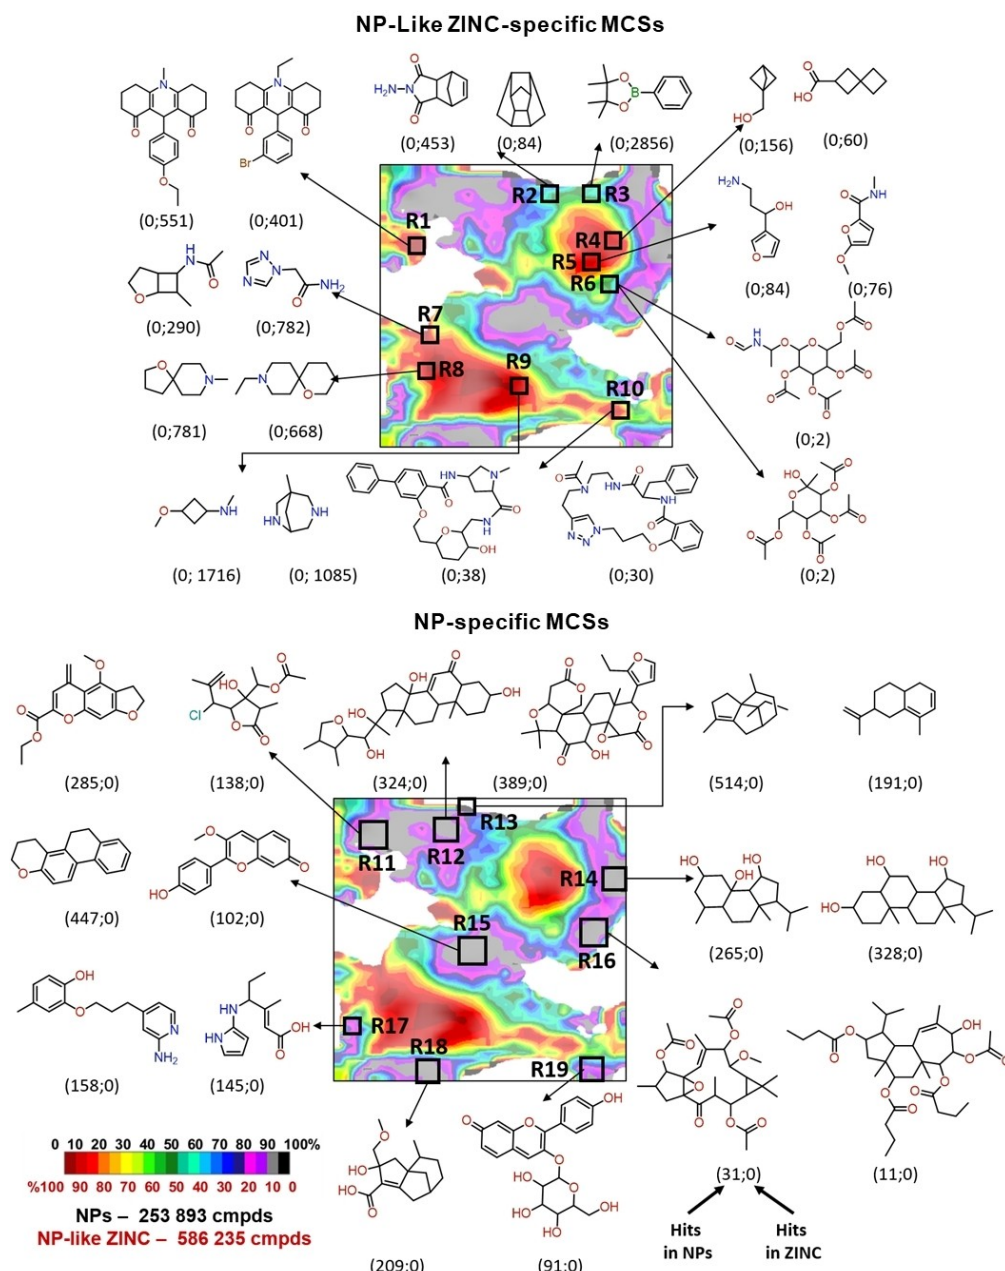 NP-Like ZINC-specific MCSs
(0;551)
(0;401)
(0;453)
(0;84)
(0;2856)
(0;156)
(0;60)
R1
R2
R3
R4
R5
R6
R7
R8
R9
R10
(0;290)
(0;782)
(0;84)
(0;76)
(0;781)
(0;668)
(0;2)
(0; 1716)
(0; 1085)
(0;38)
(0;30)
(0;2)
NP-specific MCSs
(285;0)
(138;0)
(324;0)
(389;0)
(514;0)
(191;0)
R11
R12
R13
R14
R15
R16
R17
R18
R19
(447;0)
(102;0)
(265;0)
(328;0)
(158;0)
(145;0)
(31;0)
(11;0)
0 10 20 30 40 50 60 70 80 90 100%
%100 90 80 70 60 50 40 30 20 10 0
NPs – 253 893 cmpds
NP-like ZINC – 586 235 cmpds
(209;0)
(91;0)
Hits in NPs
Hits in ZINC